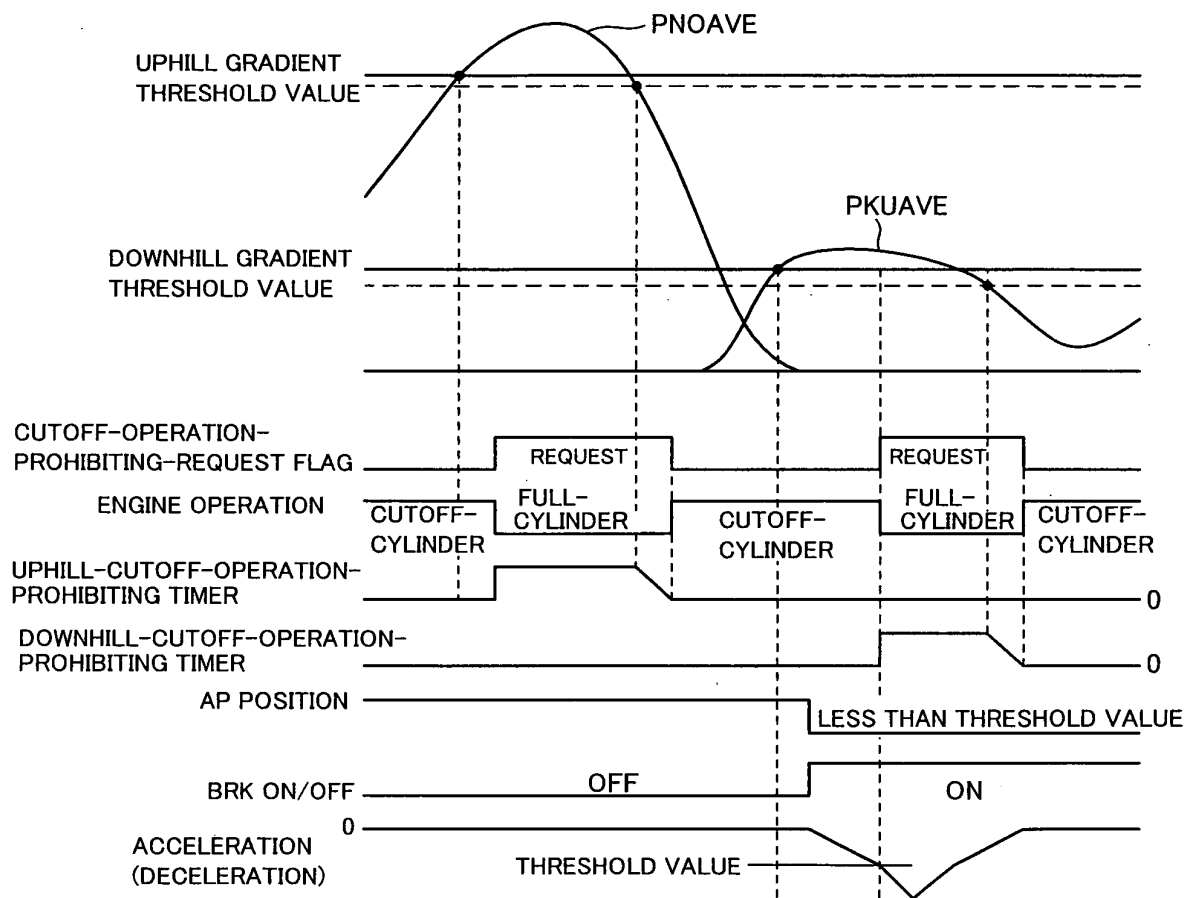 PNOAVE
UPHILL GRADIENT
THRESHOLD VALUE
PKUAVE
DOWNHILL GRADIENT
THRESHOLD VALUE
CUTOFF-OPERATION-
PROHIBITING-REQUEST FLAG
REQUEST
REQUEST
ENGINE OPERATION
CUTOFF-
CYLINDER
FULL-
CYLINDER
CUTOFF-
CYLINDER
FULL-
CYLINDER
CUTOFF-
CYLINDER
UPHILL-CUTOFF-OPERATION-
PROHIBITING TIMER
0
DOWNHILL-CUTOFF-OPERATION-
PROHIBITING TIMER
0
AP POSITION
LESS THAN THRESHOLD VALUE
BRK ON/OFF
OFF
ON
0
ACCELERATION
(DECELERATION)
THRESHOLD VALUE